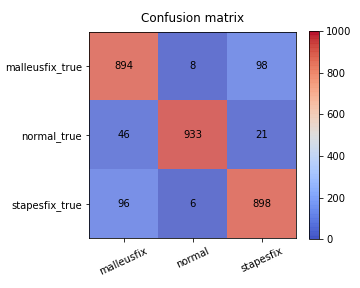 Confusion matrix
malleusfix_true 894 8 98
normal_true 46 933 21
stapesfix_true 96 6 898
malleusfix normal stapesfix
1000
800
600
400
200
0